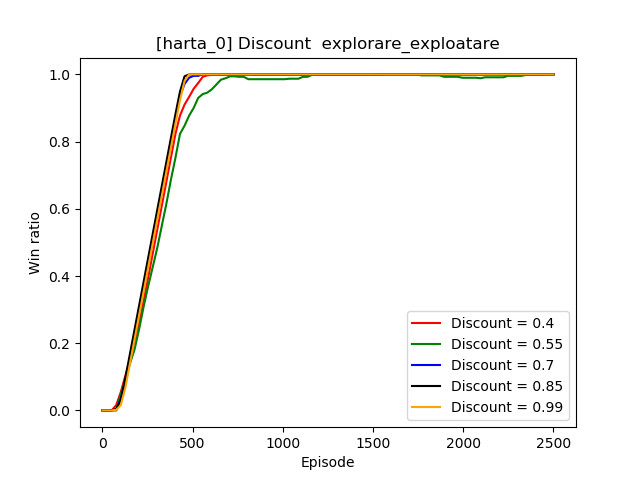 [harta_0] Discount  explorare_exploatare
Win ratio
1.0
0.8
0.6
0.4
0.2
0.0
Discount = 0.4
Discount = 0.55
Discount = 0.7
Discount = 0.85
Discount = 0.99
0 500 1000 1500 2000 2500
Episode